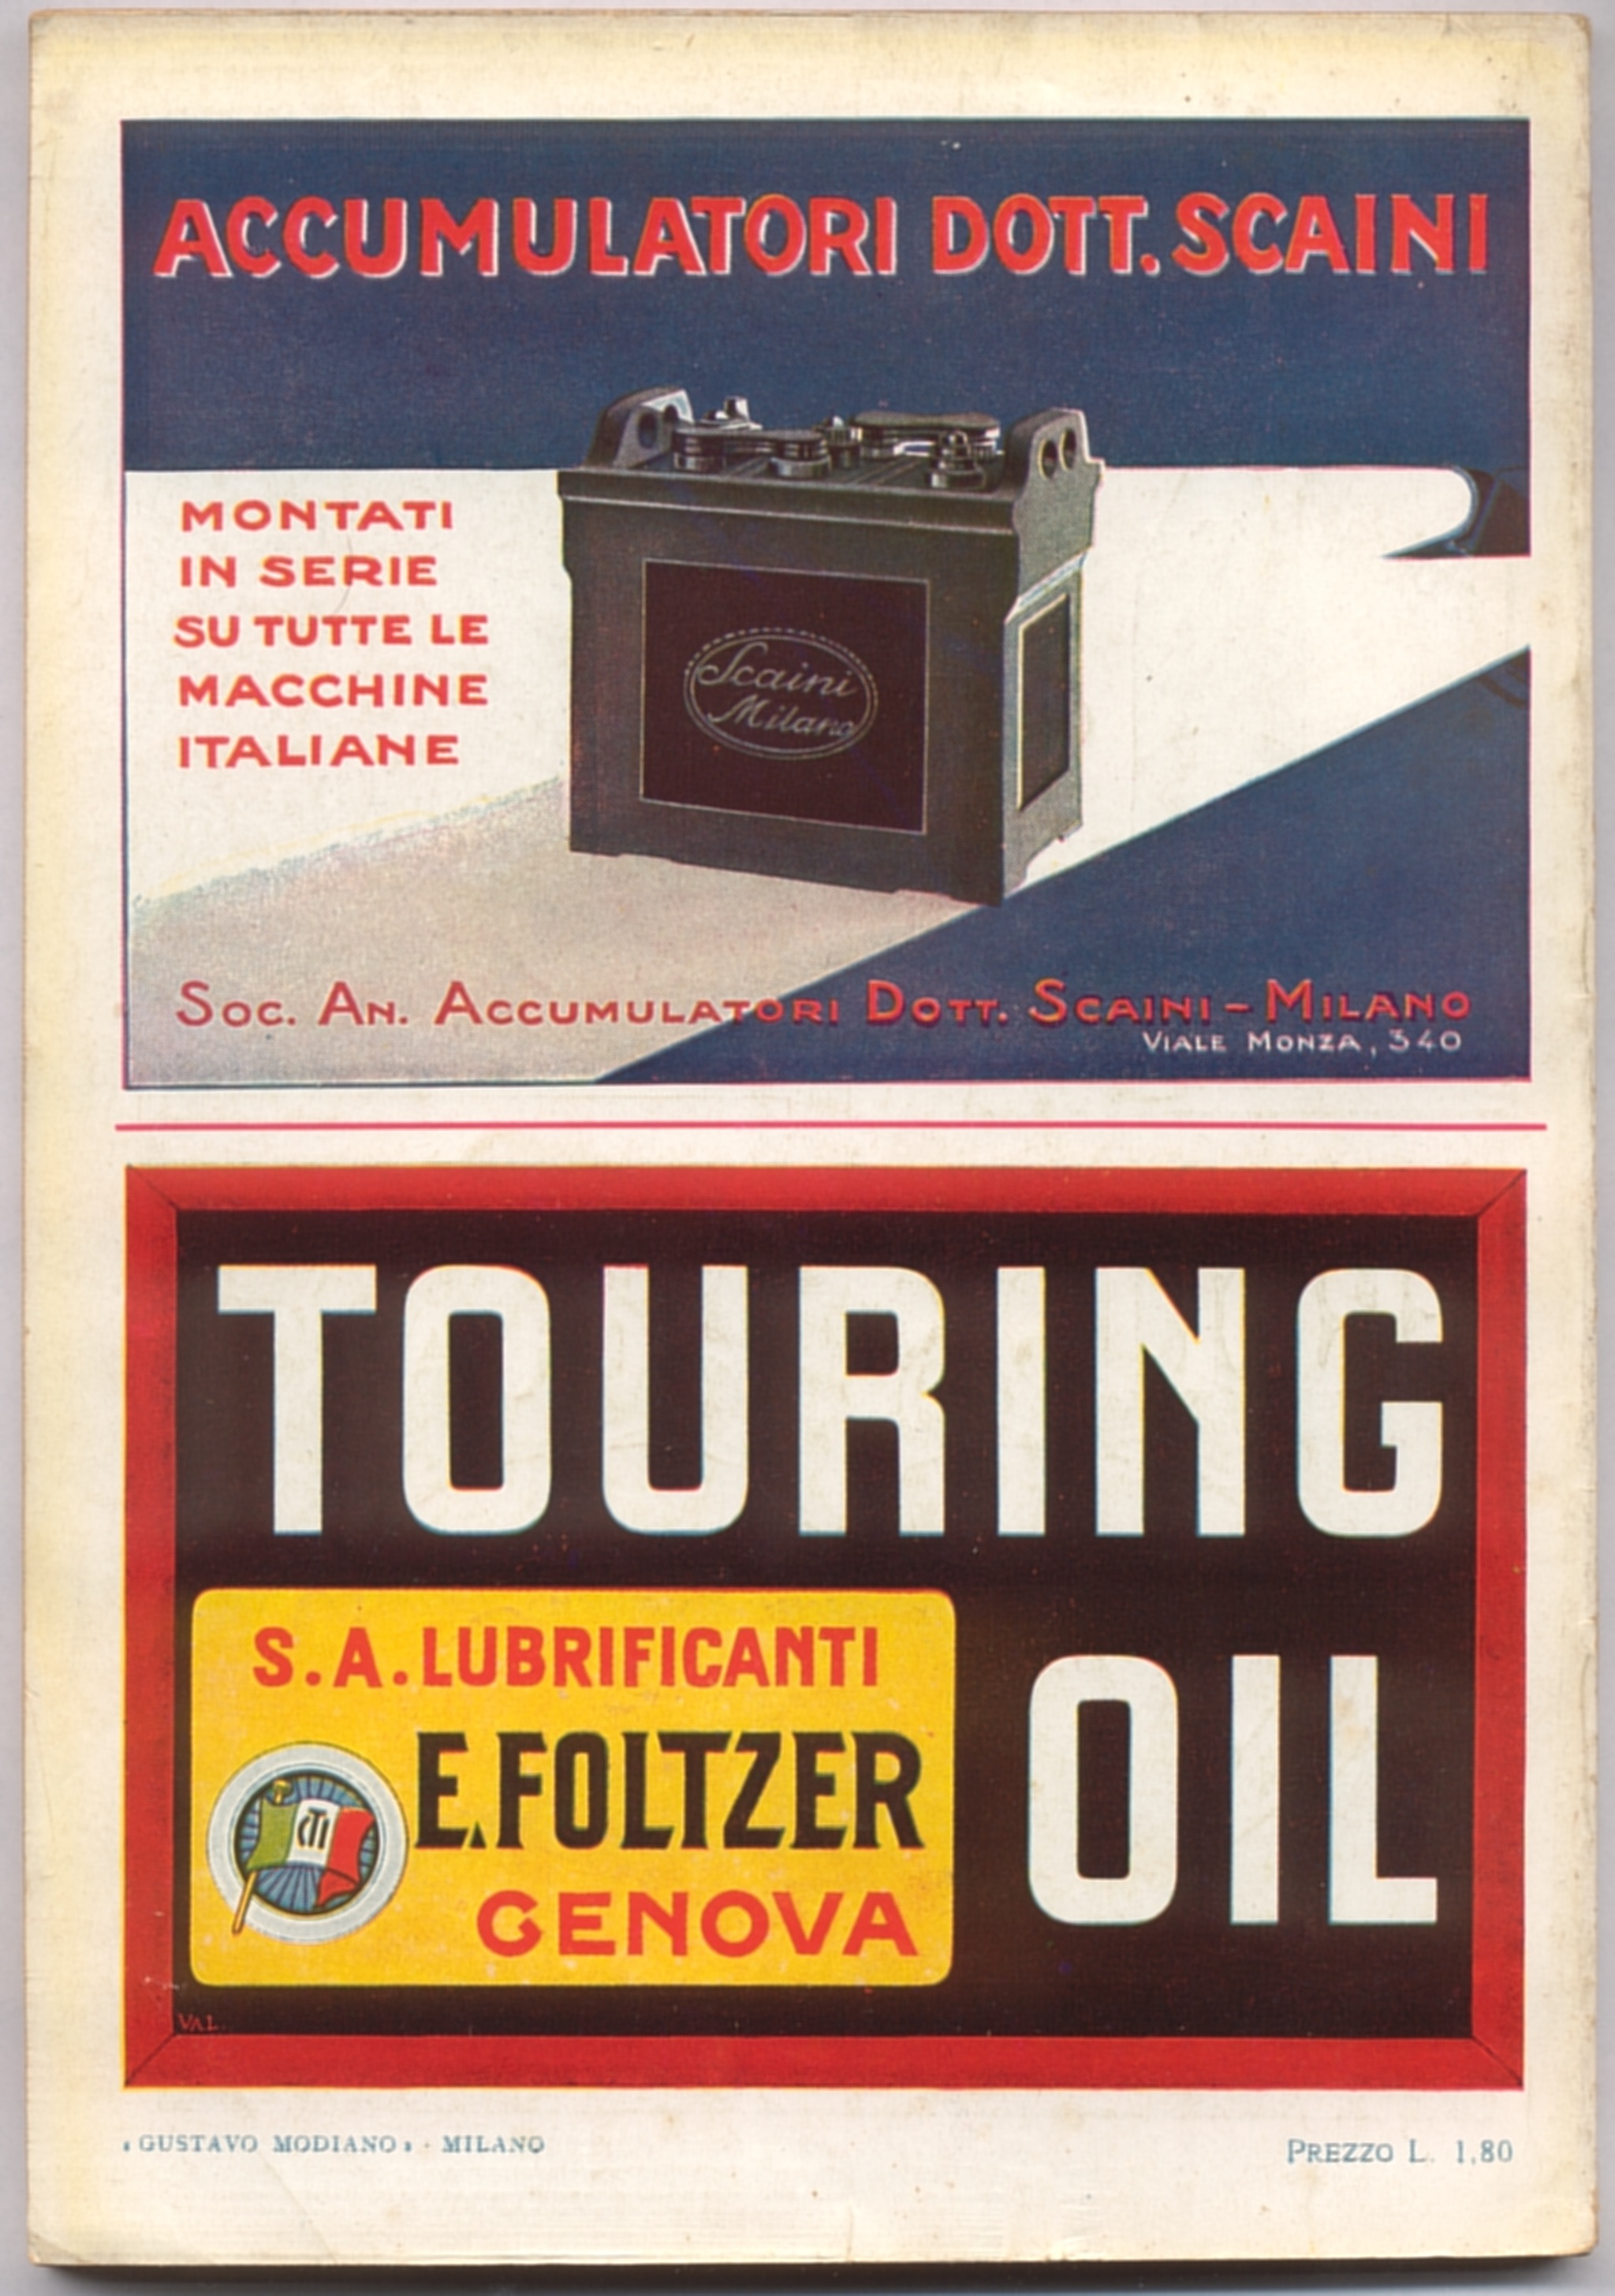 ACCUMULATORI DOTT. SCAINI
MONTATI
IN SERIE
SU TUTTE LE
MACCHINE
ITALIANE
Scaini
Milano
Soc. An. Accumulatori Dott. Scaini - Milano
Viale Monza, 340
TOURING
OIL
S.A. LUBRIFICANTI
E. FOLTZER
GENOVA
CTI
VAL.
« GUSTAVO MODIANO » - MILANO
Prezzo L. 1,80